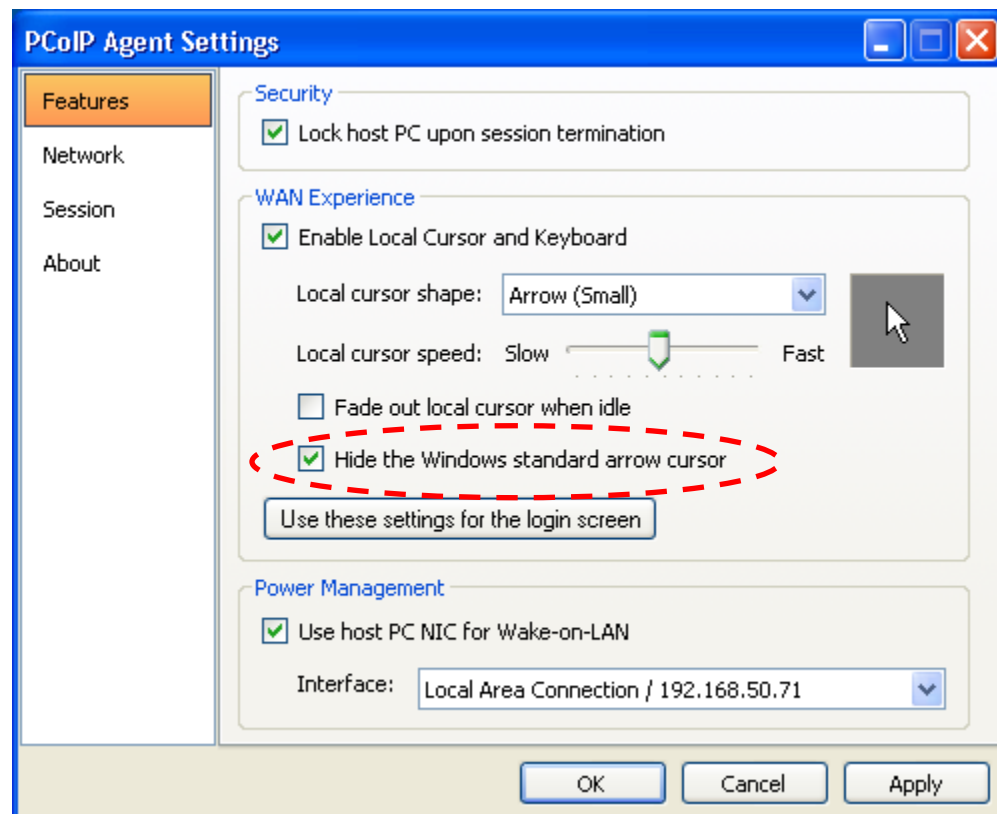 PCoIP Agent Settings
Features
Network
Session
About
Security
Lock host PC upon session termination
WAN Experience
Enable Local Cursor and Keyboard
Local cursor shape: Arrow (Small)
Local cursor speed: Slow Fast
Fade out local cursor when idle
Hide the Windows standard arrow cursor
Use these settings for the login screen
Power Management
Use host PC NIC for Wake-on-LAN
Interface: Local Area Connection / 192.168.50.71
OK Cancel Apply